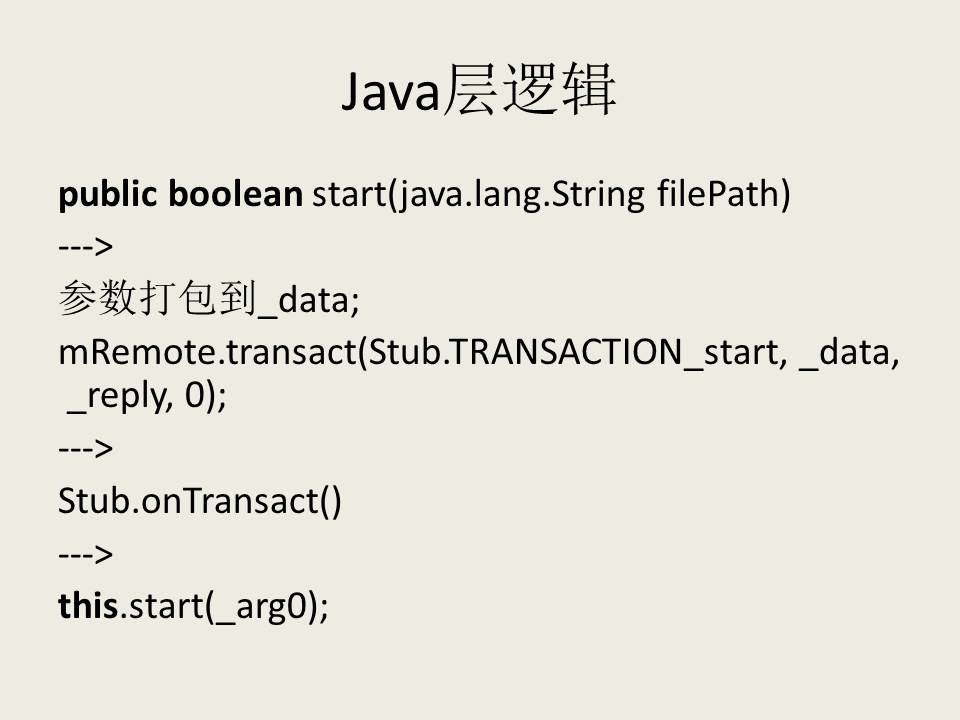 Java层逻辑
public boolean start(java.lang.String filePath)
--->
参数打包到_data;
mRemote.transact(Stub.TRANSACTION_start, _data,
_reply, 0);
--->
Stub.onTransact()
--->
this.start(_arg0);